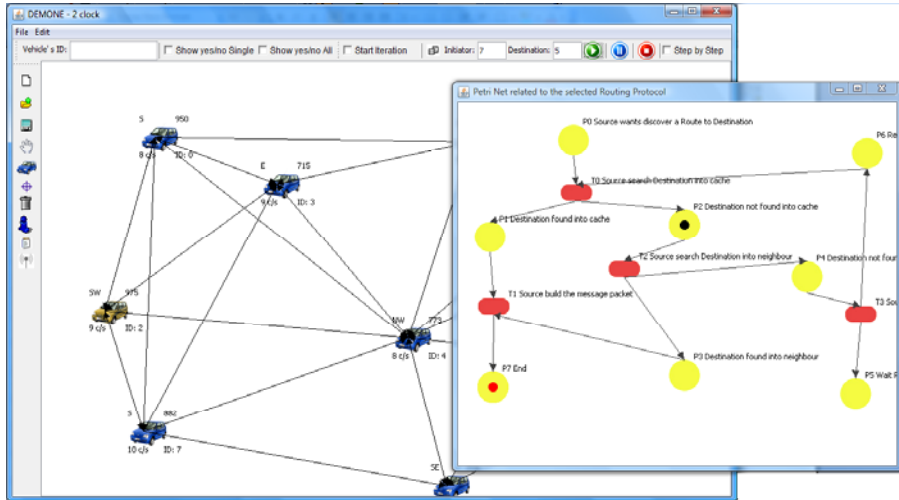 DEMONE - 2 clock
File Edit
Vehicle's ID:
Show yes/no Single
Show yes/no All
Start iteration
Initiator: 7
Destination: 5
Step by Step
S 950
8 c/s ID: 0
E 715
9 c/s ID: 3
SW 975
9 c/s ID: 2
NW 773
8 c/s ID: 4
S 882
10 c/s ID: 7
SE
Petri Net related to the selected Routing Protocol
P0 Source wants discover a Route to Destination
P6 Re
T0 Source search Destination into cache
P1 Destination found into cache
P2 Destination not found into cache
T2 Source search Destination into neighbour
P4 Destination not foun
T1 Source build the message packet
T3 Sou
P3 Destination found into neighbour
P7 End
P5 Wait